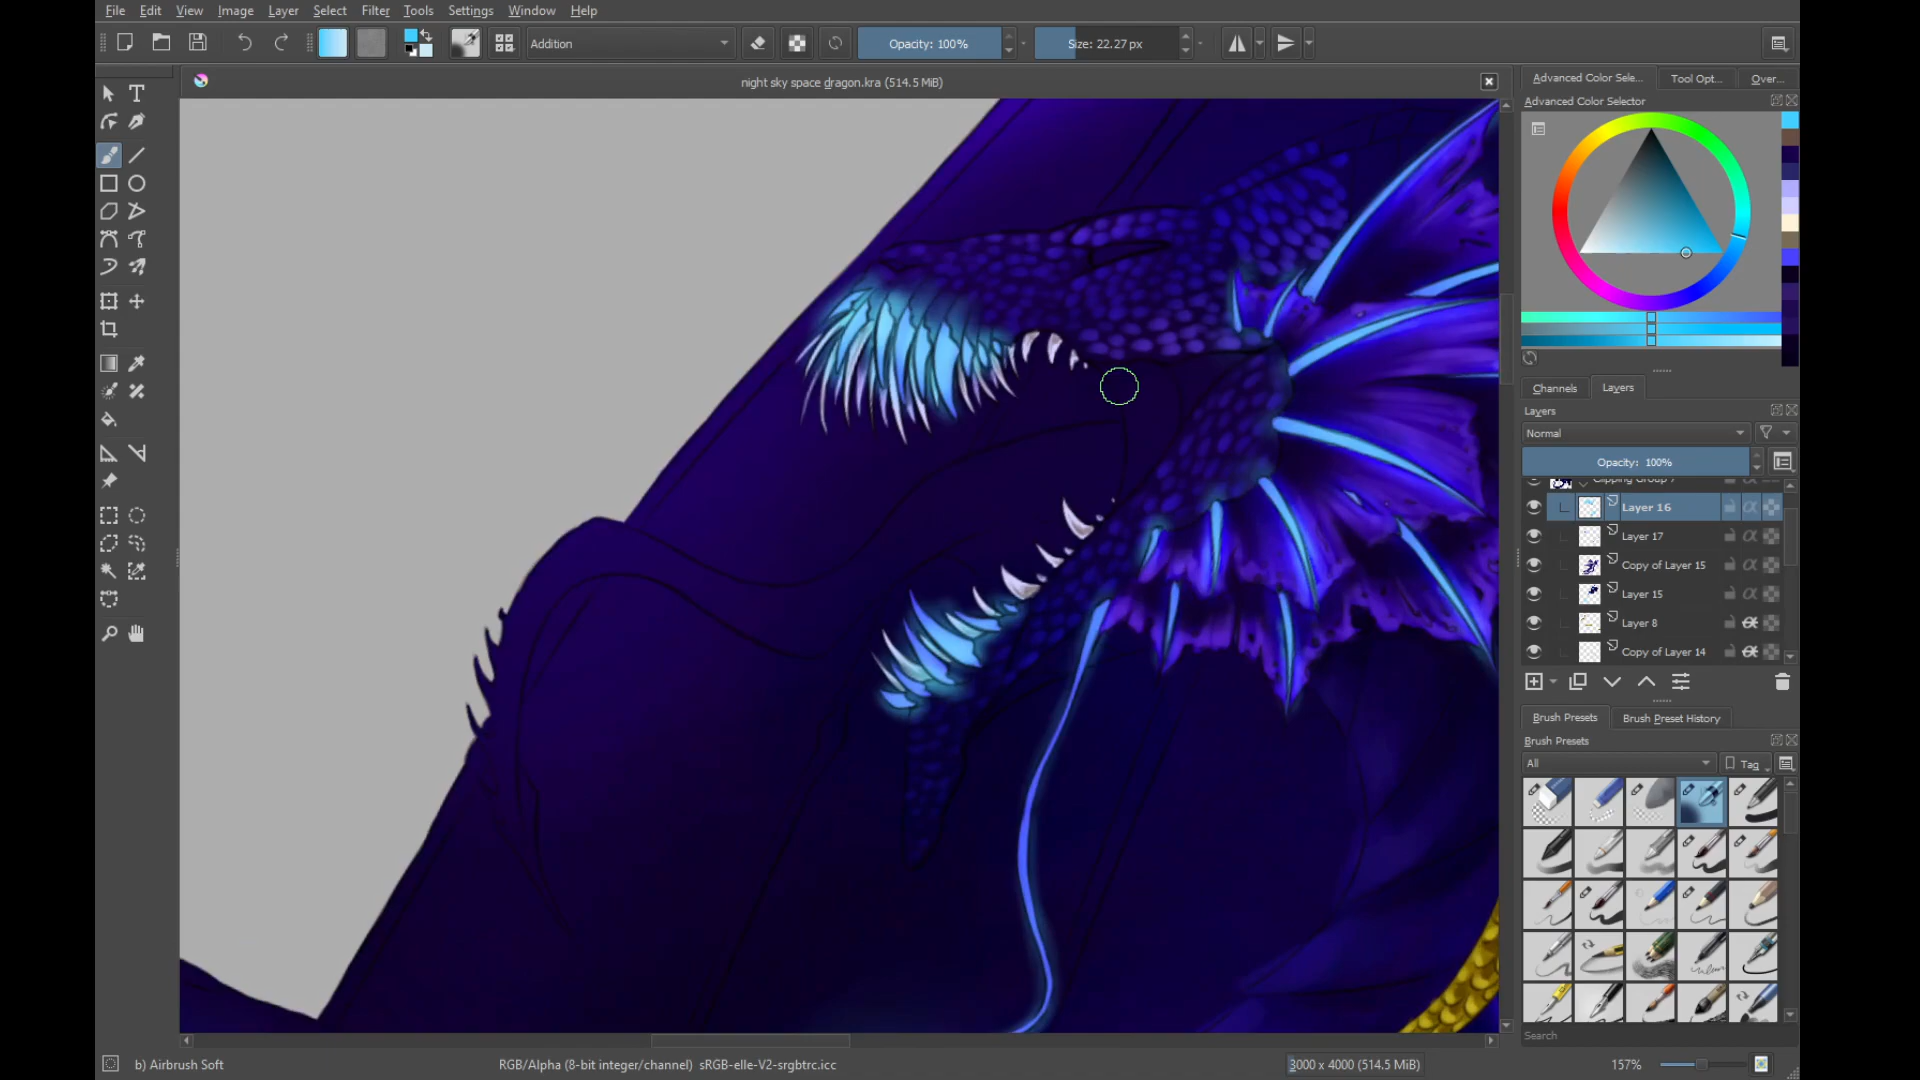 File Edit View Image Layer Select Filter Tools Settings Window Help
Addition Opacity: 100% Size: 22.27 px
night sky space dragon.kra (514.5 MiB)
Advanced Color Sele... Tool Opt... Over...
Advanced Color Selector
Channels Layers
Layers
Normal
Opacity: 100%
Clipping Group 7
Layer 16
Layer 17
Copy of Layer 15
Layer 15
Layer 8
Copy of Layer 14
Brush Presets Brush Preset History
Brush Presets
All Tag
Search
b) Airbrush Soft RGB/Alpha (8-bit integer/channel) sRGB-elle-V2-srgbtrc.icc 3000 x 4000 (514.5 MiB) 157%